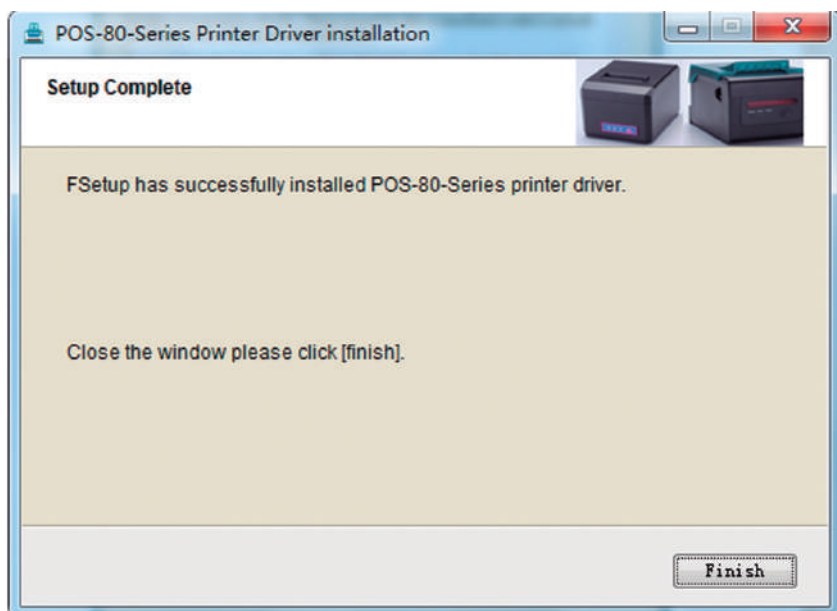 POS-80-Series Printer Driver installation
Setup Complete
FSetup has successfully installed POS-80-Series printer driver.
Close the window please click [finish].
Finish